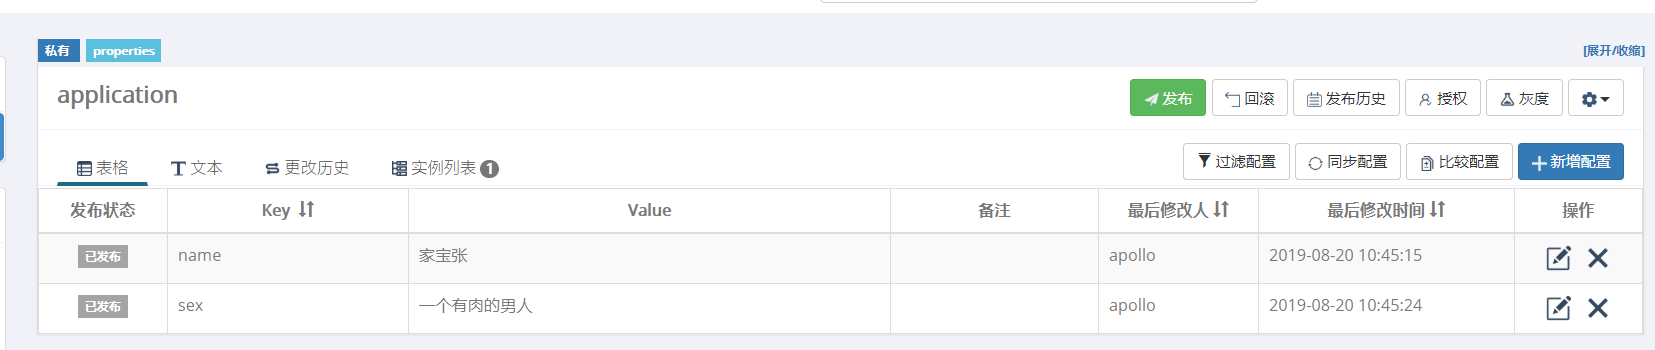 私有 properties [展开/收缩]
application 发布 回滚 发布历史 授权 灰度
表格 文本 更改历史 实例列表 1 过滤配置 同步配置 比较配置 新增配置
发布状态 Key Value 备注 最后修改人 最后修改时间 操作
已发布 name 家宝张 apollo 2019-08-20 10:45:15
已发布 sex 一个有肉的男人 apollo 2019-08-20 10:45:24